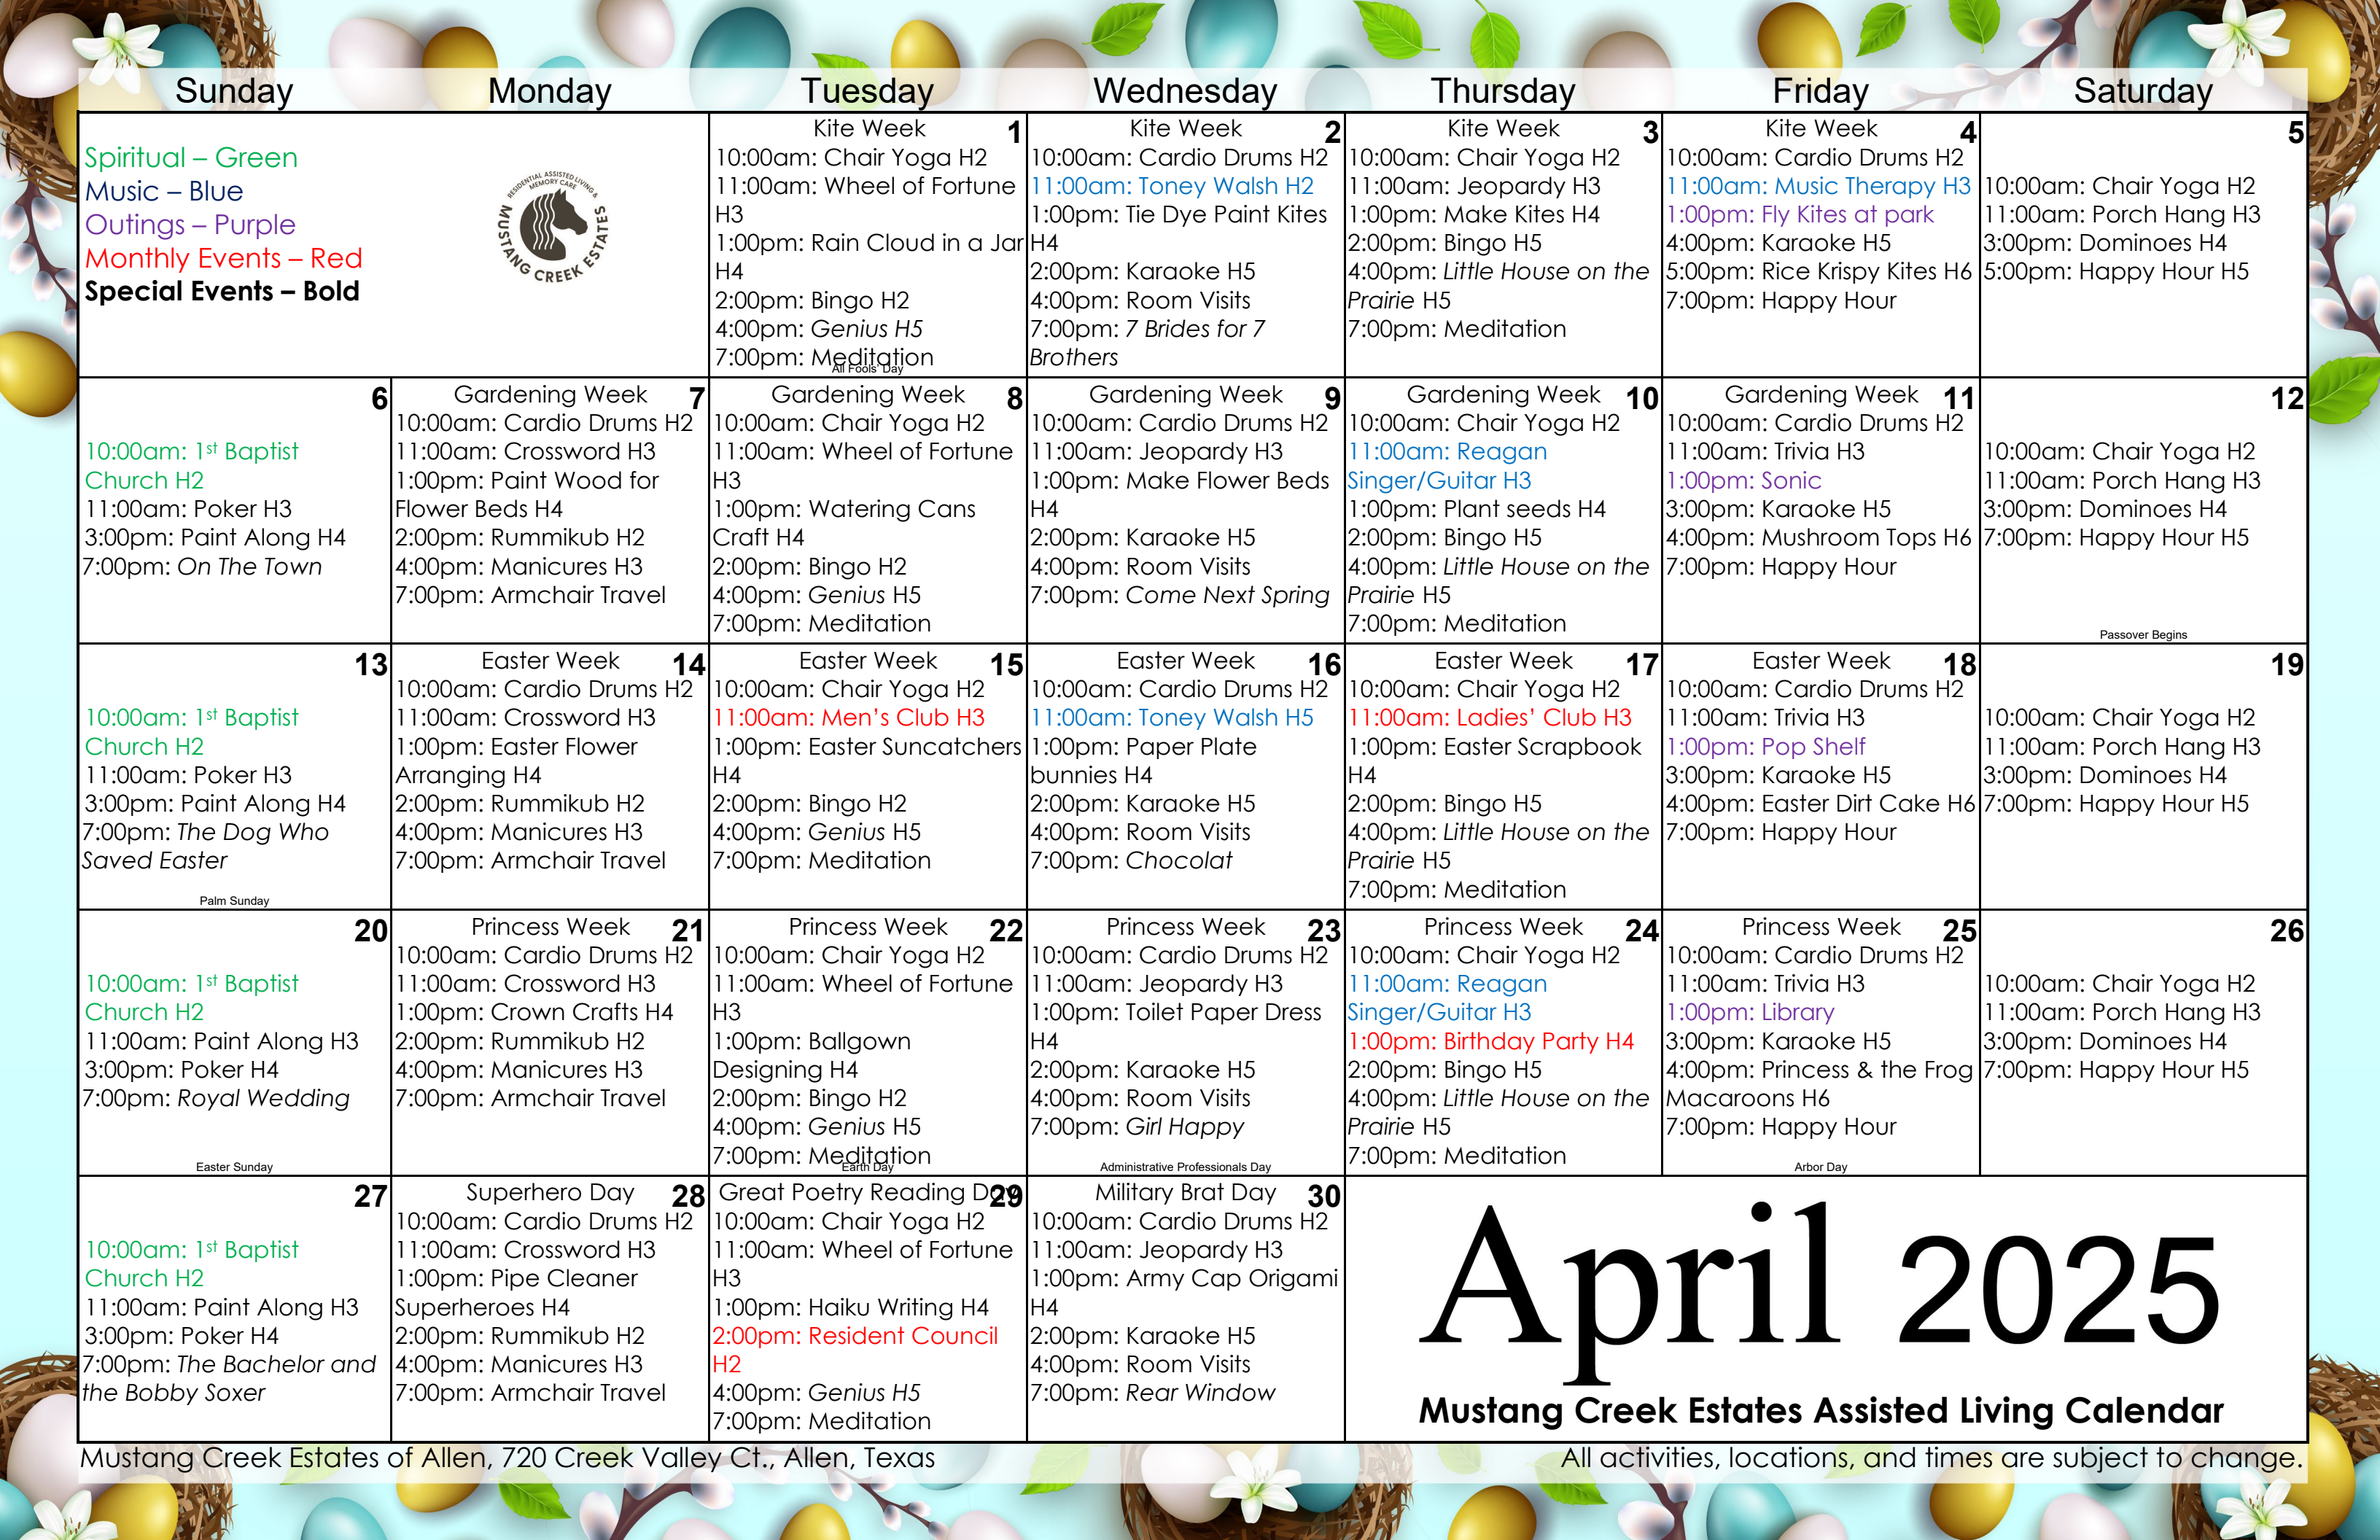 Sunday Monday Tuesday Wednesday Thursday Friday Saturday
Spiritual – Green
Music – Blue
Outings – Purple
Monthly Events – Red
Special Events – Bold
RESIDENTIAL ASSISTED LIVING &
MEMORY CARE
MUSTANG CREEK ESTATES
Kite Week 1
10:00am: Chair Yoga H2
11:00am: Wheel of Fortune
H3
1:00pm: Rain Cloud in a Jar
H4
2:00pm: Bingo H2
4:00pm: Genius H5
7:00pm: Meditation
All Fools' Day
Kite Week 2
10:00am: Cardio Drums H2
11:00am: Toney Walsh H2
1:00pm: Tie Dye Paint Kites
H4
2:00pm: Karaoke H5
4:00pm: Room Visits
7:00pm: 7 Brides for 7
Brothers
Kite Week 3
10:00am: Chair Yoga H2
11:00am: Jeopardy H3
1:00pm: Make Kites H4
2:00pm: Bingo H5
4:00pm: Little House on the
Prairie H5
7:00pm: Meditation
Kite Week 4
10:00am: Cardio Drums H2
11:00am: Music Therapy H3
1:00pm: Fly Kites at park
4:00pm: Karaoke H5
5:00pm: Rice Krispy Kites H6
7:00pm: Happy Hour
5
10:00am: Chair Yoga H2
11:00am: Porch Hang H3
3:00pm: Dominoes H4
5:00pm: Happy Hour H5
6
10:00am: 1st Baptist
Church H2
11:00am: Poker H3
3:00pm: Paint Along H4
7:00pm: On The Town
Gardening Week 7
10:00am: Cardio Drums H2
11:00am: Crossword H3
1:00pm: Paint Wood for
Flower Beds H4
2:00pm: Rummikub H2
4:00pm: Manicures H3
7:00pm: Armchair Travel
Gardening Week 8
10:00am: Chair Yoga H2
11:00am: Wheel of Fortune
H3
1:00pm: Watering Cans
Craft H4
2:00pm: Bingo H2
4:00pm: Genius H5
7:00pm: Meditation
Gardening Week 9
10:00am: Cardio Drums H2
11:00am: Jeopardy H3
1:00pm: Make Flower Beds
H4
2:00pm: Karaoke H5
4:00pm: Room Visits
7:00pm: Come Next Spring
Gardening Week 10
10:00am: Chair Yoga H2
11:00am: Reagan
Singer/Guitar H3
1:00pm: Plant seeds H4
2:00pm: Bingo H5
4:00pm: Little House on the
Prairie H5
7:00pm: Meditation
Gardening Week 11
10:00am: Cardio Drums H2
11:00am: Trivia H3
1:00pm: Sonic
3:00pm: Karaoke H5
4:00pm: Mushroom Tops H6
7:00pm: Happy Hour
12
10:00am: Chair Yoga H2
11:00am: Porch Hang H3
3:00pm: Dominoes H4
7:00pm: Happy Hour H5
Passover Begins
13
10:00am: 1st Baptist
Church H2
11:00am: Poker H3
3:00pm: Paint Along H4
7:00pm: The Dog Who
Saved Easter
Palm Sunday
Easter Week 14
10:00am: Cardio Drums H2
11:00am: Crossword H3
1:00pm: Easter Flower
Arranging H4
2:00pm: Rummikub H2
4:00pm: Manicures H3
7:00pm: Armchair Travel
Easter Week 15
10:00am: Chair Yoga H2
11:00am: Men's Club H3
1:00pm: Easter Suncatchers
H4
2:00pm: Bingo H2
4:00pm: Genius H5
7:00pm: Meditation
Easter Week 16
10:00am: Cardio Drums H2
11:00am: Toney Walsh H5
1:00pm: Paper Plate
bunnies H4
2:00pm: Karaoke H5
4:00pm: Room Visits
7:00pm: Chocolat
Easter Week 17
10:00am: Chair Yoga H2
11:00am: Ladies' Club H3
1:00pm: Easter Scrapbook
H4
2:00pm: Bingo H5
4:00pm: Little House on the
Prairie H5
7:00pm: Meditation
Easter Week 18
10:00am: Cardio Drums H2
11:00am: Trivia H3
1:00pm: Pop Shelf
3:00pm: Karaoke H5
4:00pm: Easter Dirt Cake H6
7:00pm: Happy Hour
19
10:00am: Chair Yoga H2
11:00am: Porch Hang H3
3:00pm: Dominoes H4
7:00pm: Happy Hour H5
20
10:00am: 1st Baptist
Church H2
11:00am: Paint Along H3
3:00pm: Poker H4
7:00pm: Royal Wedding
Easter Sunday
Princess Week 21
10:00am: Cardio Drums H2
11:00am: Crossword H3
1:00pm: Crown Crafts H4
2:00pm: Rummikub H2
4:00pm: Manicures H3
7:00pm: Armchair Travel
Princess Week 22
10:00am: Chair Yoga H2
11:00am: Wheel of Fortune
H3
1:00pm: Ballgown
Designing H4
2:00pm: Bingo H2
4:00pm: Genius H5
7:00pm: Meditation
Earth Day
Princess Week 23
10:00am: Cardio Drums H2
11:00am: Jeopardy H3
1:00pm: Toilet Paper Dress
H4
2:00pm: Karaoke H5
4:00pm: Room Visits
7:00pm: Girl Happy
Administrative Professionals Day
Princess Week 24
10:00am: Chair Yoga H2
11:00am: Reagan
Singer/Guitar H3
1:00pm: Birthday Party H4
2:00pm: Bingo H5
4:00pm: Little House on the
Prairie H5
7:00pm: Meditation
Princess Week 25
10:00am: Cardio Drums H2
11:00am: Trivia H3
1:00pm: Library
3:00pm: Karaoke H5
4:00pm: Princess & the Frog
Macaroons H6
7:00pm: Happy Hour
Arbor Day
26
10:00am: Chair Yoga H2
11:00am: Porch Hang H3
3:00pm: Dominoes H4
7:00pm: Happy Hour H5
27
10:00am: 1st Baptist
Church H2
11:00am: Paint Along H3
3:00pm: Poker H4
7:00pm: The Bachelor and
the Bobby Soxer
Superhero Day 28
10:00am: Cardio Drums H2
11:00am: Crossword H3
1:00pm: Pipe Cleaner
Superheroes H4
2:00pm: Rummikub H2
4:00pm: Manicures H3
7:00pm: Armchair Travel
Great Poetry Reading Day 29
10:00am: Chair Yoga H2
11:00am: Wheel of Fortune
H3
1:00pm: Haiku Writing H4
2:00pm: Resident Council
H2
4:00pm: Genius H5
7:00pm: Meditation
Military Brat Day 30
10:00am: Cardio Drums H2
11:00am: Jeopardy H3
1:00pm: Army Cap Origami
H4
2:00pm: Karaoke H5
4:00pm: Room Visits
7:00pm: Rear Window
April 2025
Mustang Creek Estates Assisted Living Calendar
Mustang Creek Estates of Allen, 720 Creek Valley Ct., Allen, Texas
All activities, locations, and times are subject to change.